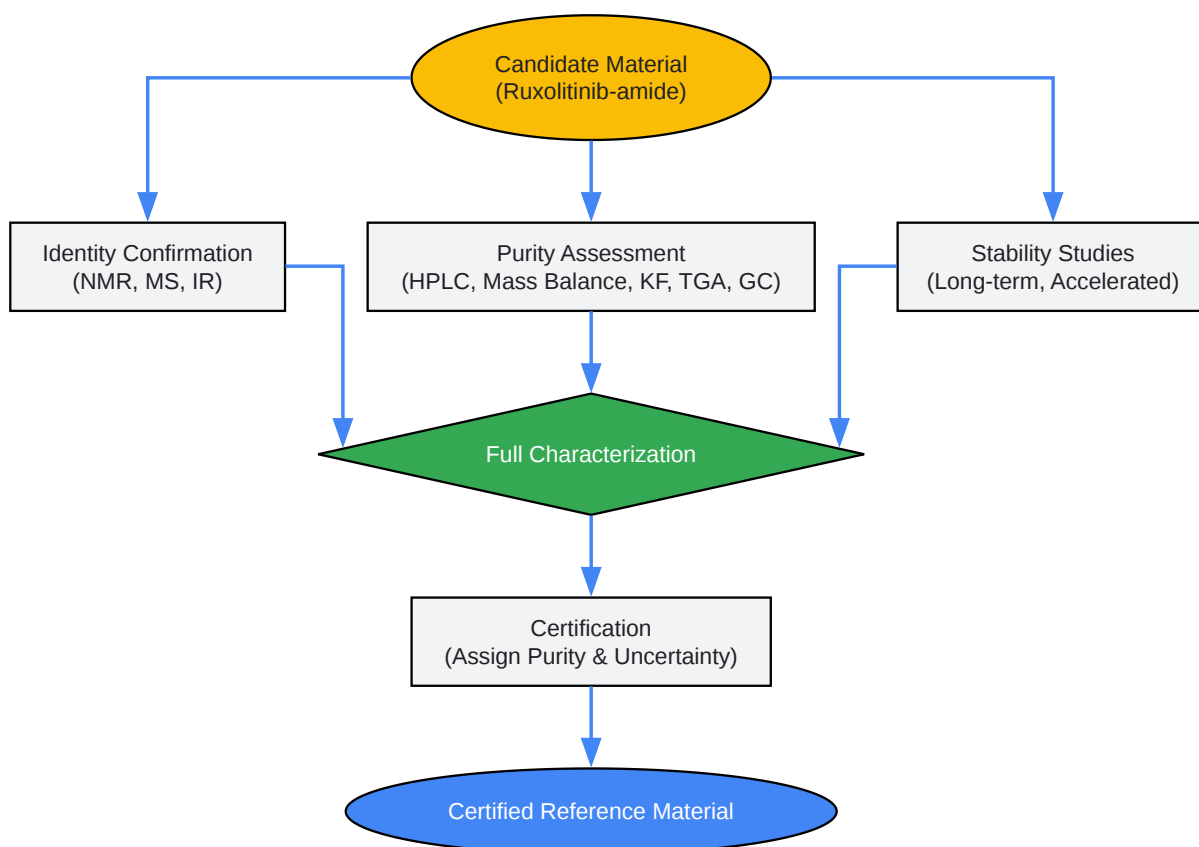 Candidate Material
(Ruxolitinib-amide)
Identity Confirmation
(NMR, MS, IR)
Purity Assessment
(HPLC, Mass Balance, KF, TGA, GC)
Stability Studies
(Long-term, Accelerated)
Full Characterization
Certification
(Assign Purity & Uncertainty)
Certified Reference Material